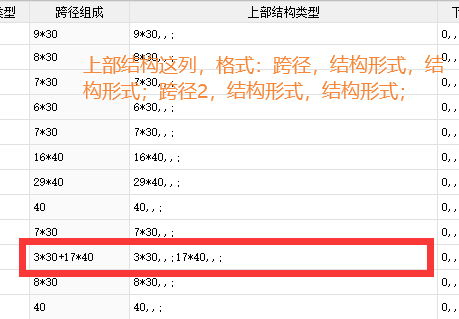 类型 跨径组成 上部结构类型 下
9*30 9*30,,; 0,,
8*30 8*30,,; 0,,
上部结构这列，格式：跨径，结构形式，结
7*30 7*30,,; 0,,
构形式；跨径2，结构形式，结构形式；
6*30 6*30,,; 0,,
7*30 7*30,,; 0,,
16*40 16*40,,; 0,,
29*40 29*40,,; 0,,
40 40,,; 0,,
7*30 7*30,,; 0,,
3*30+17*40 3*30,,;17*40,,; 0,,
8*30 8*30,,; 0,,
40 40,,; 0,,